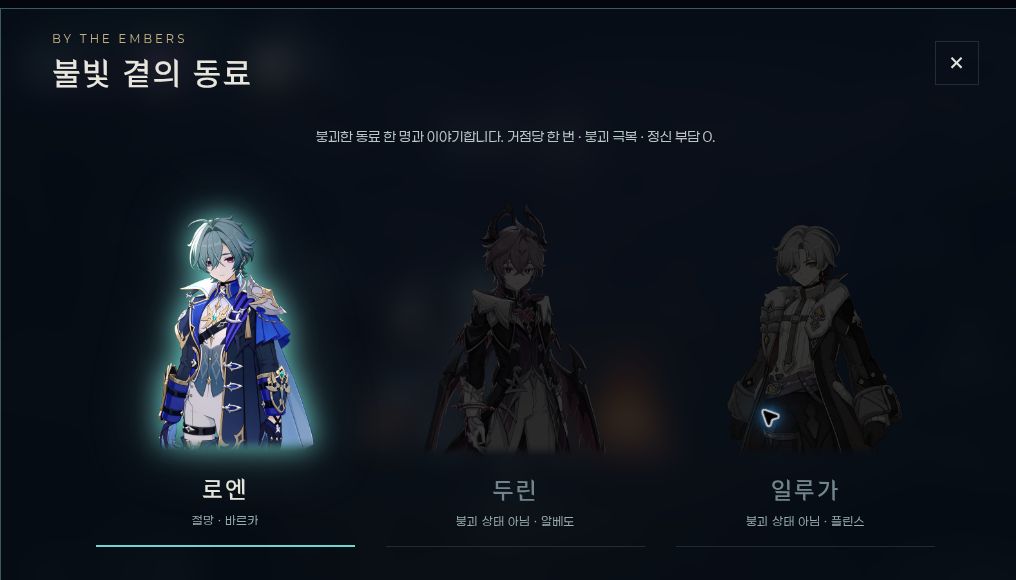 BY THE EMBERS
불빛 곁의 동료
✕
붕괴한 동료 한 명과 이야기합니다. 거점당 한 번 · 붕괴 극복 · 정신 부담 0.
로엔
절망 · 바르카
두린
붕괴 상태 아님 · 알베도
일루가
붕괴 상태 아님 · 플린스